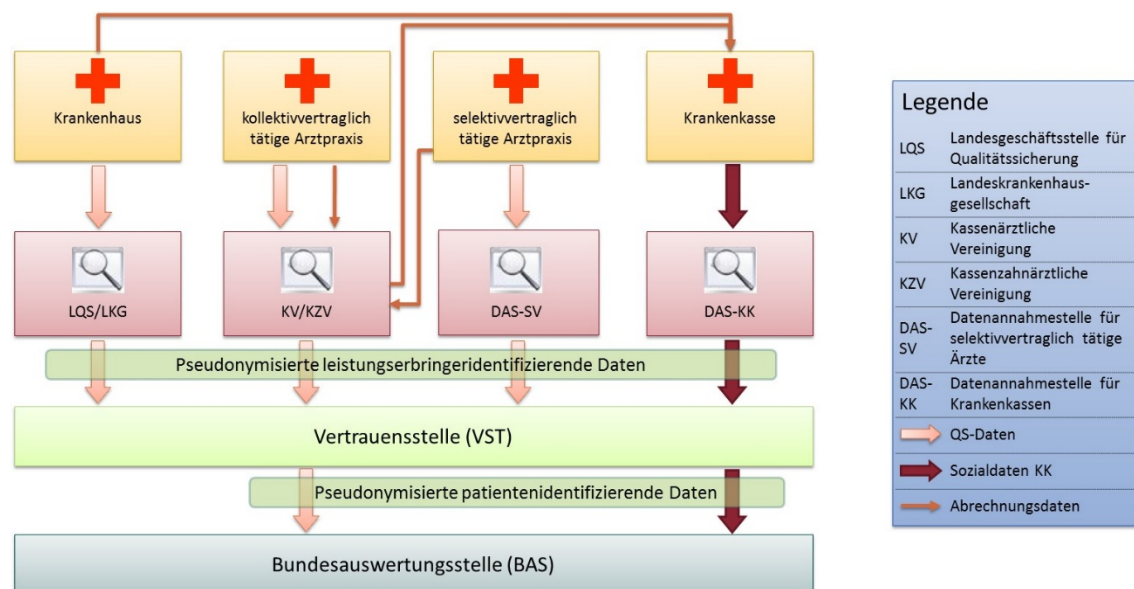 Krankenhaus
kollektivvertraglich
tätige Arztpraxis
selektivvertraglich
tätige Arztpraxis
Krankenkasse
LQS/LKG
KV/KZV
DAS-SV
DAS-KK
Pseudonymisierte leistungserbringeridentifizierende Daten
Vertrauensstelle (VST)
Pseudonymisierte patientenidentifizierende Daten
Bundesauswertungsstelle (BAS)
Legende
LQS Landesgeschäftsstelle für
Qualitätssicherung
LKG Landeskrankenhaus-
gesellschaft
KV Kassenärztliche
Vereinigung
KZV Kassenzahnärztliche
Vereinigung
DAS- Datenannahmestelle für
SV selektivvertraglich tätige
Ärzte
DAS- Datenannahmestelle für
KK Krankenkassen
QS-Daten
Sozialdaten KK
Abrechnungsdaten